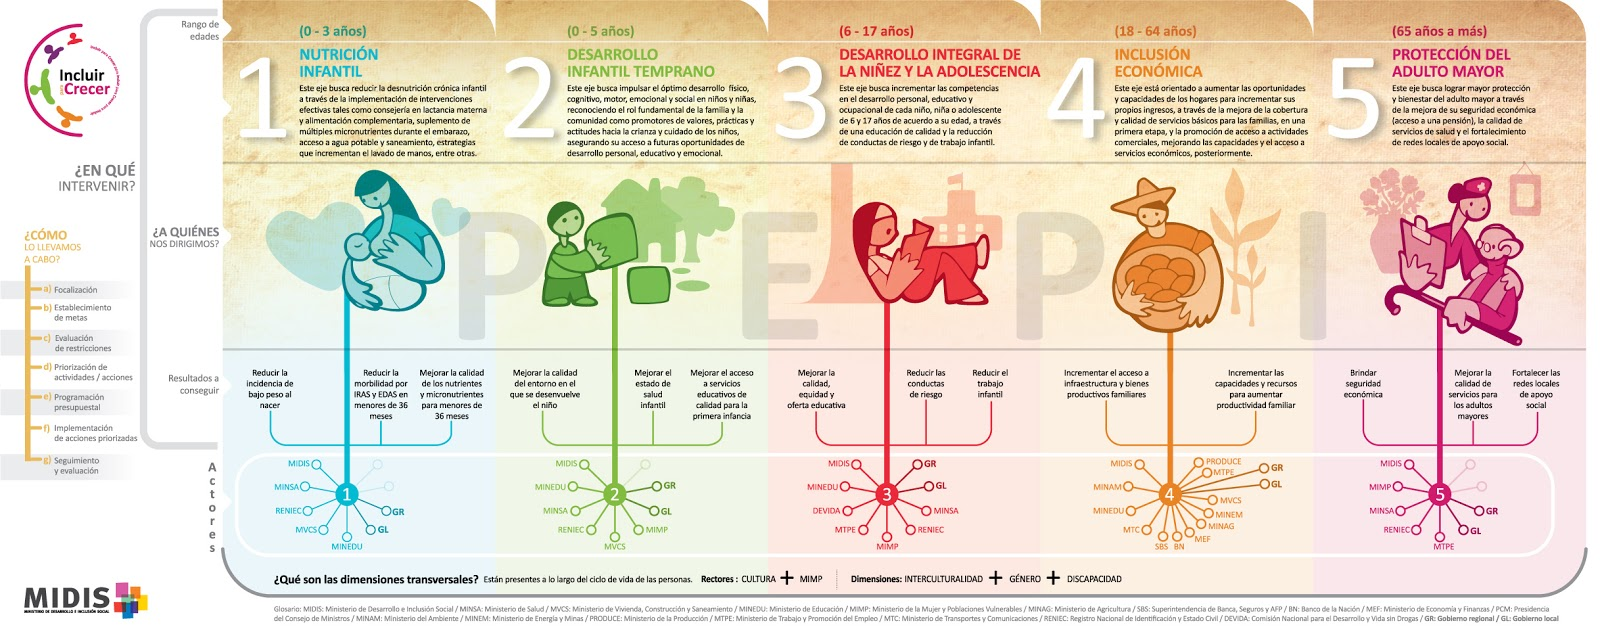 Incluir
para
Crecer
¿EN QUÉ
INTERVENIR?
¿CÓMO
LO LLEVAMOS
A CABO?
a) Focalización
b) Establecimiento
de metas
c) Evaluación
de restricciones
d) Priorización de
actividades / acciones
e) Programación
presupuestal
f) Implementación
de acciones priorizadas
g) Seguimiento
y evaluación
Rango de
edades
¿A QUIÉNES
NOS DIRIGIMOS?
Resultados a
conseguir
Actores
PEPI
1
(0 - 3 años)
NUTRICIÓN
INFANTIL
Este eje busca reducir la desnutrición crónica infantil
a través de la implementación de intervenciones
efectivas tales como consejería en lactancia materna
y alimentación complementaria, suplemento de
múltiples micronutrientes durante el embarazo,
acceso a agua potable y saneamiento, estrategias
que incrementan el lavado de manos, entre otras.
2
(0 - 5 años)
DESARROLLO
INFANTIL TEMPRANO
Este eje busca impulsar el óptimo desarrollo físico,
cognitivo, motor, emocional y social en niños y niñas,
reconociendo el rol fundamental de la familia y la
comunidad como promotores de valores, prácticas y
actitudes hacia la crianza y cuidado de los niños,
asegurando su acceso a futuras oportunidades de
desarrollo personal, educativo y emocional.
3
(6 - 17 años)
DESARROLLO INTEGRAL DE
LA NIÑEZ Y LA ADOLESCENCIA
Este eje busca incrementar las competencias
en el desarrollo personal, educativo y
ocupacional de cada niño, niña o adolescente
de 6 y 17 años de acuerdo a su edad, a través
de una educación de calidad y la reducción
de conductas de riesgo y de trabajo infantil.
4
(18 - 64 años)
INCLUSIÓN
ECONÓMICA
Este eje está orientado a aumentar las oportunidades
y capacidades de los hogares para incrementar sus
propios ingresos, a través de la mejora de la cobertura
y calidad de servicios básicos para las familias, en una
primera etapa, y la promoción de acceso a actividades
comerciales, mejorando las capacidades y el acceso a
servicios económicos, posteriormente.
5
(65 años a más)
PROTECCIÓN DEL
ADULTO MAYOR
Este eje busca lograr mayor protección
y bienestar del adulto mayor a través
de la mejora de su seguridad económica
(acceso a una pensión), la calidad de
servicios de salud y el fortalecimiento
de redes locales de apoyo social.
Reducir la
incidencia de
bajo peso al
nacer
Reducir la
morbilidad por
IRAS y EDAS en
menores de 36
meses
Mejorar la calidad
de los nutrientes
y micronutrientes
para menores de
36 meses
Mejorar la calidad
del entorno en el
que se desenvuelve
el niño
Mejorar el
estado de
salud
infantil
Mejorar el acceso
a servicios
educativos de
calidad para la
primera infancia
Mejorar la
calidad,
equidad y
oferta educativa
Reducir las
conductas
de riesgo
Reducir el
trabajo
infantil
Incrementar el acceso a
infraestructura y bienes
productivos familiares
Incrementar las
capacidades y recursos
para aumentar
productividad familiar
Brindar
seguridad
económica
Mejorar la
calidad de
servicios para
los adultos
mayores
Fortalecer las
redes locales
de apoyo
social
1
MIDIS
MINSA
RENIEC
MVCS
MINEDU
GL
GR
2
MIDIS
MINEDU
MINSA
RENIEC
MVCS
MIMP
GL
GR
3
MIDIS
MINEDU
DEVIDA
MTPE
MIMP
RENIEC
MINSA
GL
GR
4
MIDIS
MINAM
MINEDU
MTC
SBS
BN
MEF
MINAG
MINEM
MVCS
GL
GR
MTPE
PRODUCE
5
MIDIS
MIMP
MINSA
RENIEC
MTPE
GL
GR
¿Qué son las dimensiones transversales? Están presentes a lo largo del ciclo de vida de las personas. Rectores : CULTURA + MIMP Dimensiones: INTERCULTURALIDAD + GÉNERO + DISCAPACIDAD
MIDIS
MINISTERIO DE DESARROLLO E INCLUSIÓN SOCIAL
Glosario: MIDIS: Ministerio de Desarrollo e Inclusión Social / MINSA: Ministerio de Salud / MVCS: Ministerio de Vivienda, Construcción y Saneamiento / MINEDU: Ministerio de Educación / MIMP: Ministerio de la Mujer y Poblaciones Vulnerables / MINAG: Ministerio de Agricultura / SBS: Superintendencia de Banca, Seguros y AFP / BN: Banco de la Nación / MEF: Ministerio de Economía y Finanzas / PCM: Presidencia
del Consejo de Ministros / MINAM: Ministerio del Ambiente / MINEM: Ministerio de Energía y Minas / PRODUCE: Ministerio de la Producción / MTPE: Ministerio de Trabajo y Promoción del Empleo / MTC: Ministerio de Transportes y Comunicaciones / RENIEC: Registro Nacional de Identificación y Estado Civil / DEVIDA: Comisión Nacional para el Desarrollo y Vida sin Drogas / GR: Gobierno regional / GL: Gobierno local